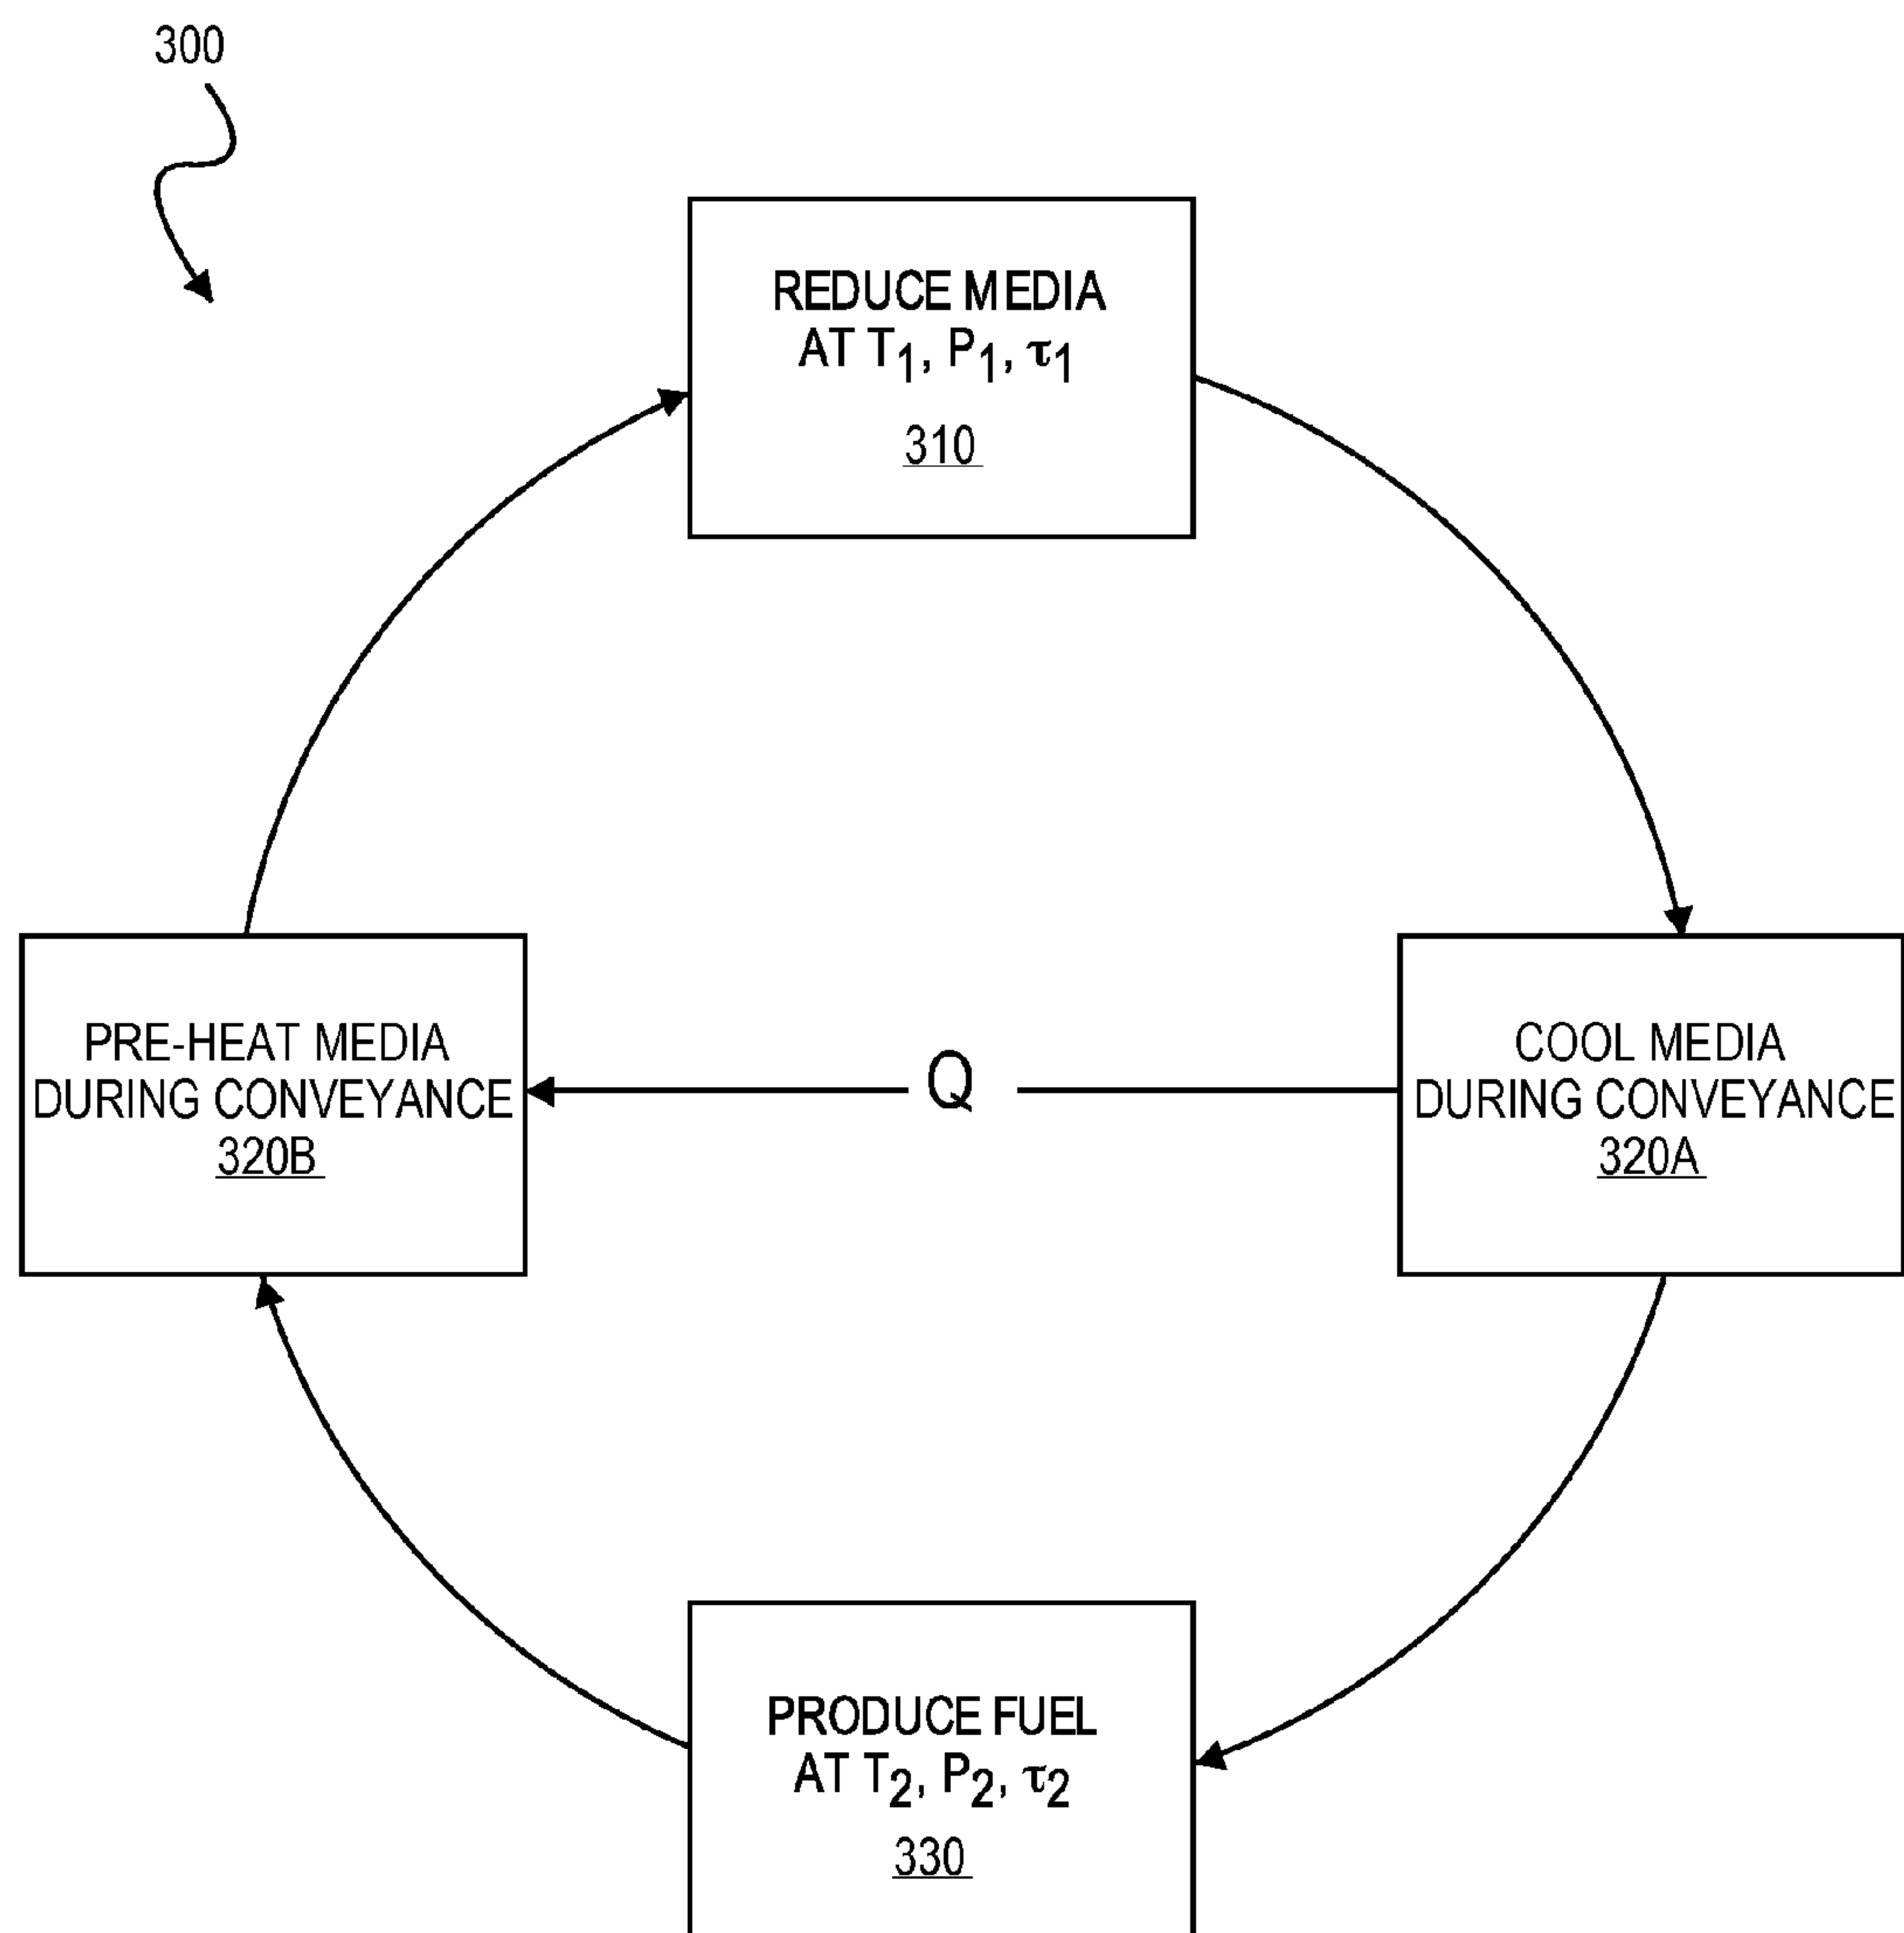 300
REDUCE MEDIA
AT T₁, P₁, τ₁
310
PRE-HEAT MEDIA
DURING CONVEYANCE
320B
Q
COOL MEDIA
DURING CONVEYANCE
320A
PRODUCE FUEL
AT T₂, P₂, τ₂
330